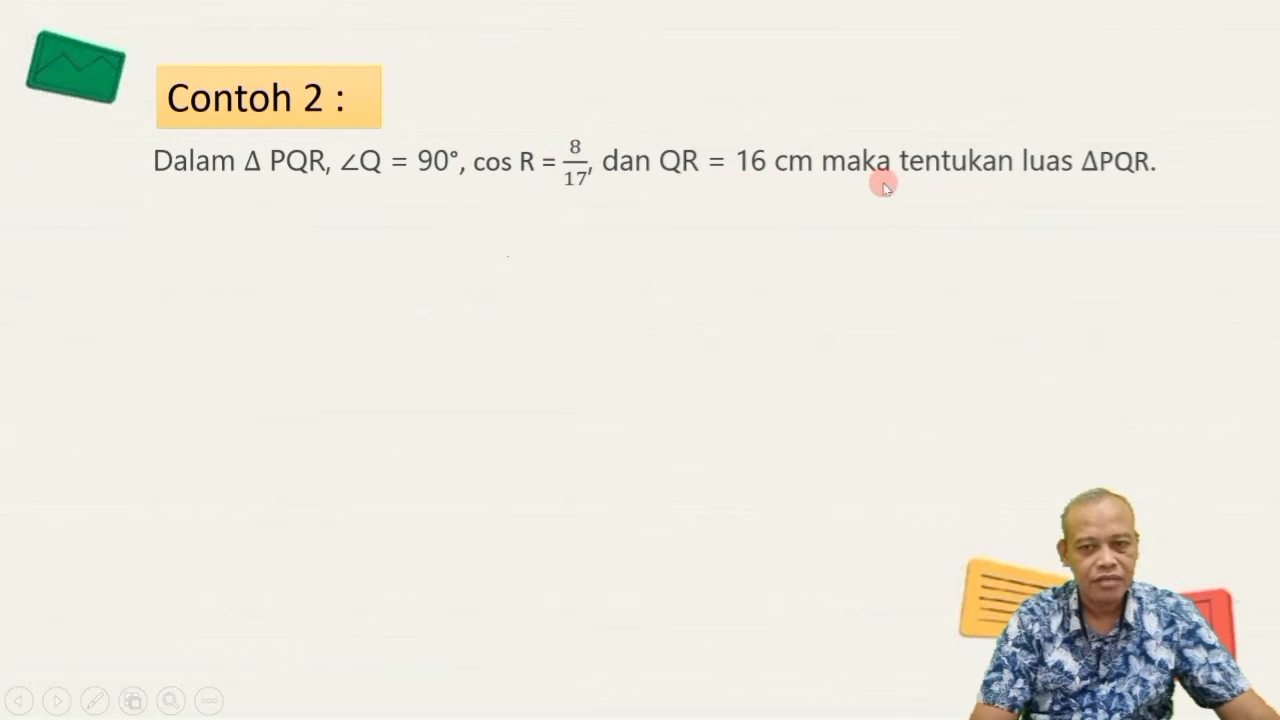 Contoh 2 :
Dalam Δ PQR, ∠Q = 90°, cos R = 8/17, dan QR = 16 cm maka tentukan luas ΔPQR.